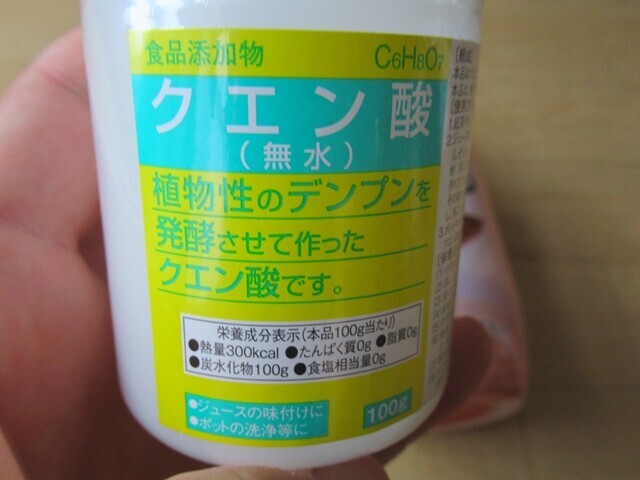 食品添加物 C6H8O7
クエン酸
(無水)
植物性のデンプンを
発酵させて作った
クエン酸です。
栄養成分表示(本品100g当たり)
●熱量300kcal ●たんぱく質0g ●脂質0g
●炭水化物100g ●食塩相当量0g
●ジュースの味付けに
●ポットの洗浄等に
100g